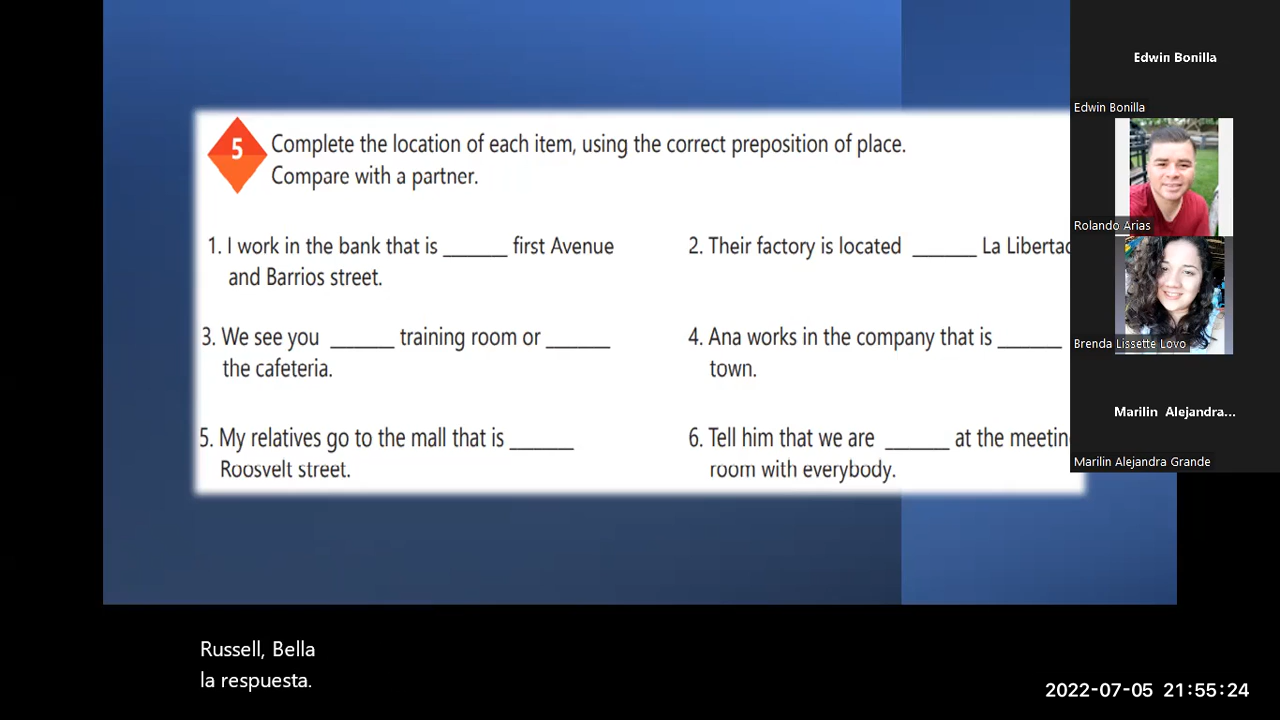 5
Complete the location of each item, using the correct preposition of place.
Compare with a partner.
1. I work in the bank that is ______ first Avenue
and Barrios street.
2. Their factory is located ______ La Libertad
3. We see you ______ training room or ______
the cafeteria.
4. Ana works in the company that is ______
town.
5. My relatives go to the mall that is ______
Roosvelt street.
6. Tell him that we are ______ at the meetin
room with everybody.
Edwin Bonilla
Edwin Bonilla
Rolando Arias
Brenda Lissette Lovo
Marilin Alejandra...
Marilin Alejandra Grande
Russell, Bella
la respuesta.
2022-07-05 21:55:24